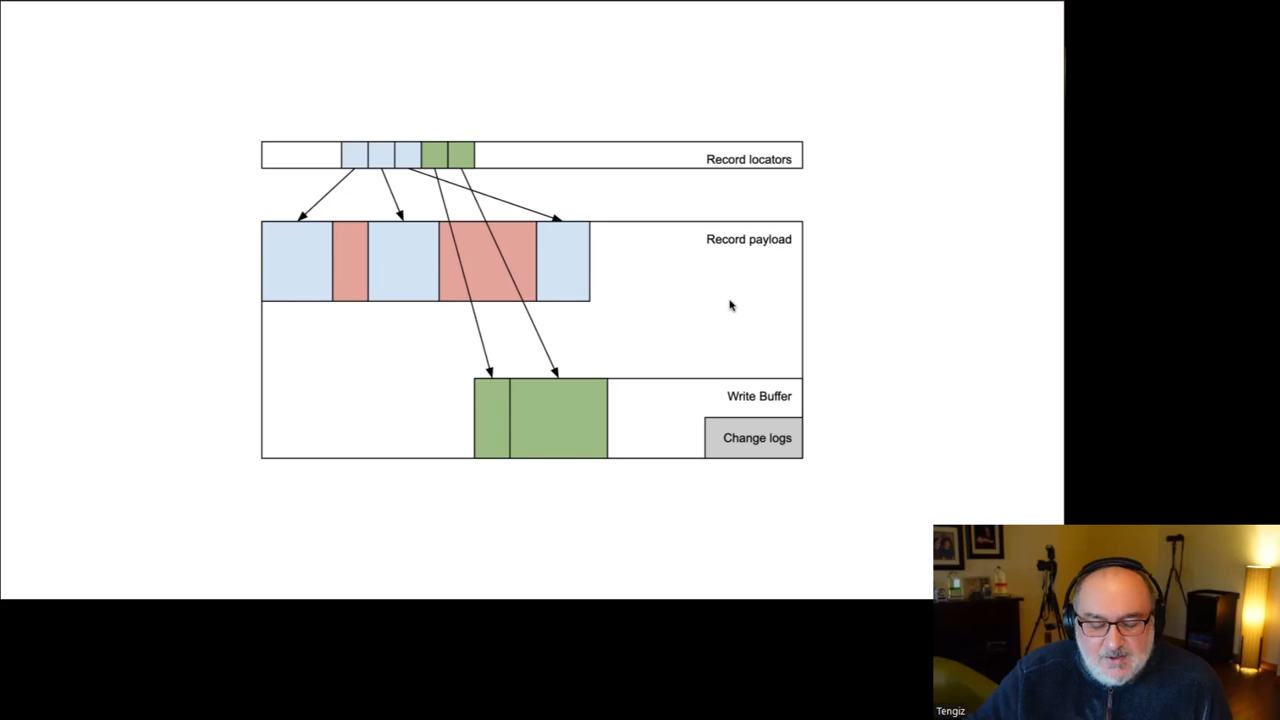 Record locators
Record payload
Write Buffer
Change logs
Tengiz